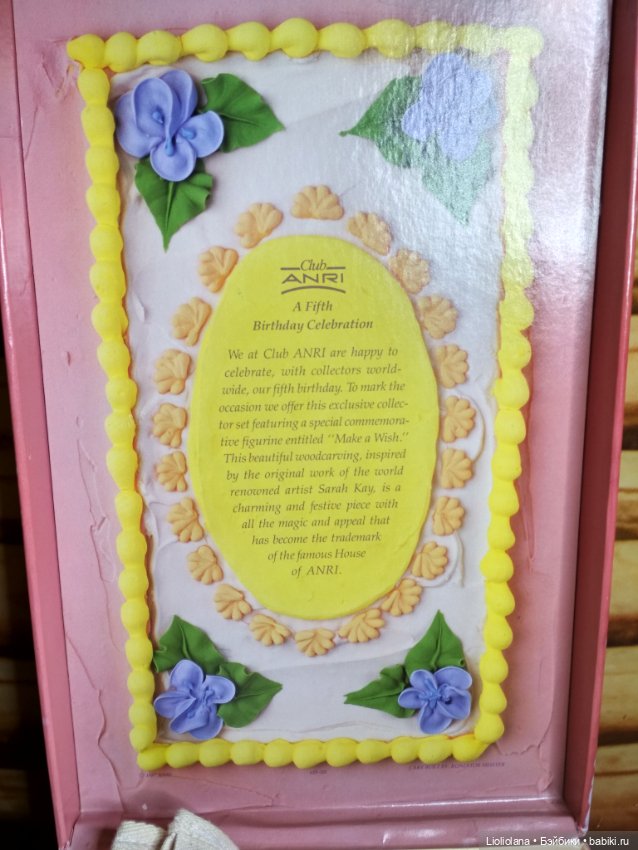 Club
ANRI
A Fifth
Birthday Celebration
We at Club ANRI are happy to
celebrate, with collectors world-
wide, our fifth birthday. To mark the
occasion we offer this exclusive collec-
tor set featuring a special commemora-
tive figurine entitled "Make a Wish."
This beautiful woodcarving, inspired
by the original work of the world
renowned artist Sarah Kay, is a
charming and festive piece with
all the magic and appeal that
has become the trademark
of the famous House
of ANRI.
Lioliolana • Бэйбики • babiki.ru